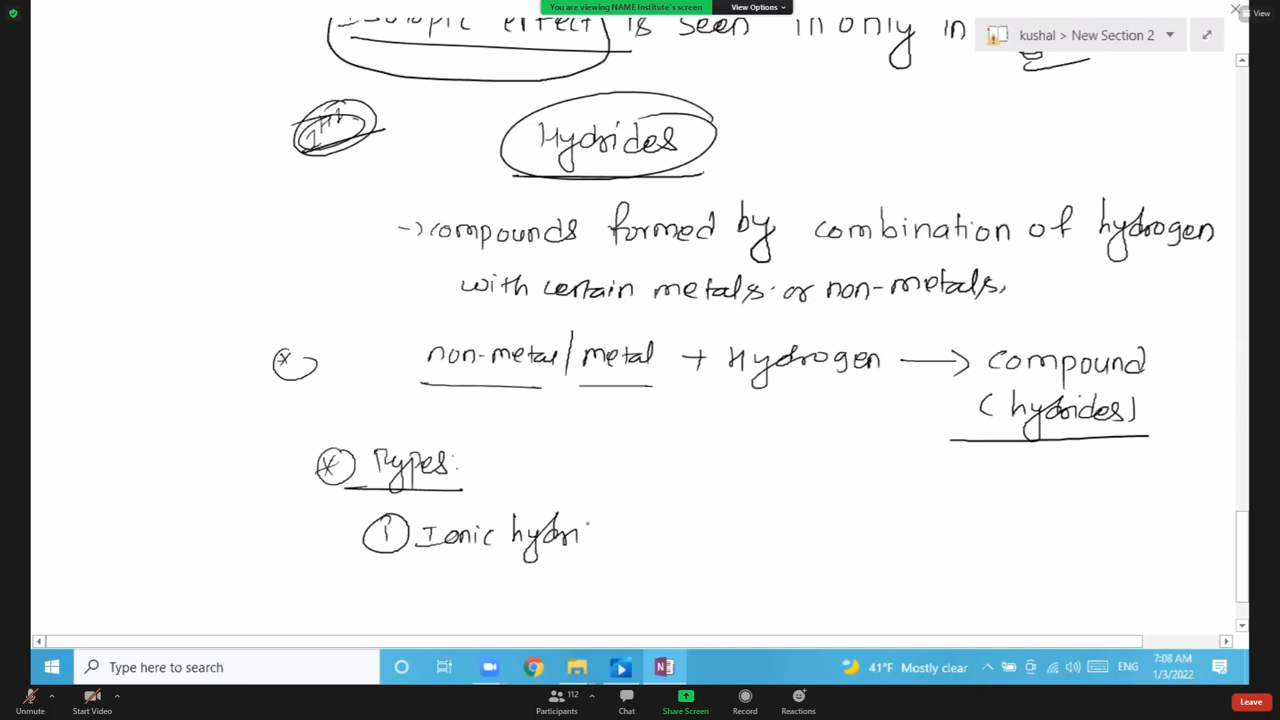 You are viewing NAME Institute's screen View Options
View
Isotopic effect is seen in only in
kushal > New Section 2
Hydrides
-> compounds formed by combination of hydrogen
with certain metals or non-metals.
* non-metal/metal + Hydrogen → compound
(hydrides)
* Types:
1 Ionic hydri
Type here to search
41°F Mostly clear
ENG
7:08 AM
1/3/2022
Unmute
Start Video
112
Participants
Chat
Share Screen
Record
Reactions
Leave